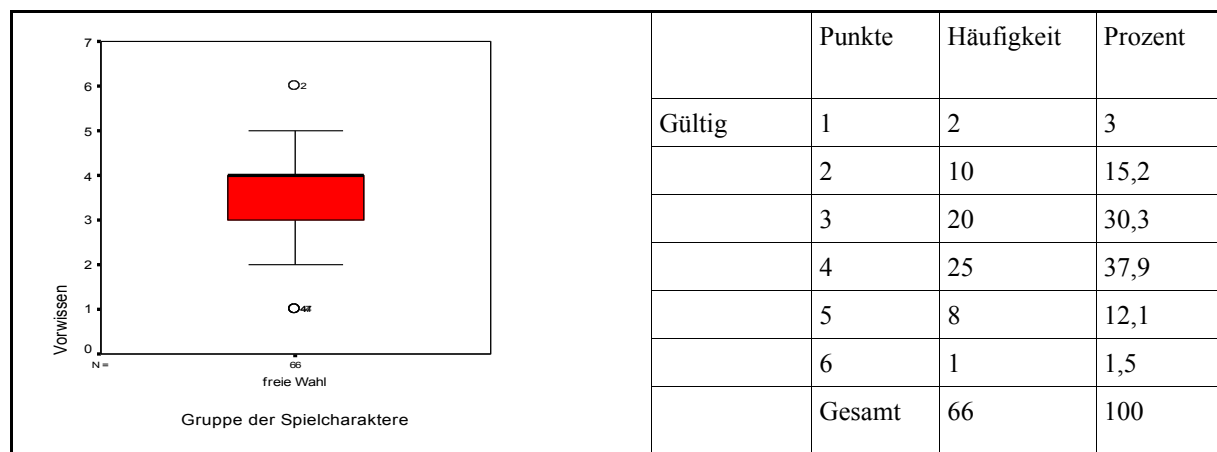 7
6
2
5
4
3
2
1
0
Vorwissen
N =
66
freie Wahl
Gruppe der Spielcharaktere
Punkte Häufigkeit Prozent
Gültig 1 2 3
2 10 15,2
3 20 30,3
4 25 37,9
5 8 12,1
6 1 1,5
Gesamt 66 100